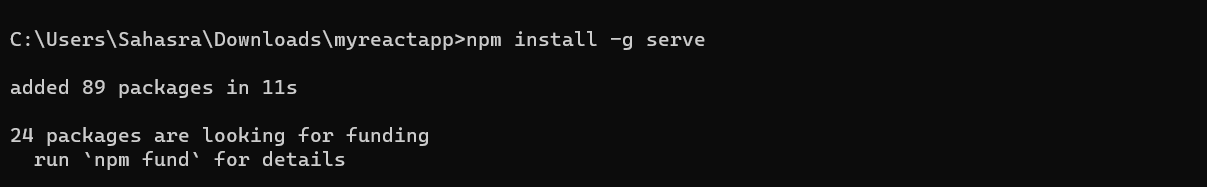 C:\Users\Sahasra\Downloads\myreactapp>npm install -g serve
added 89 packages in 11s
24 packages are looking for funding
run `npm fund` for details